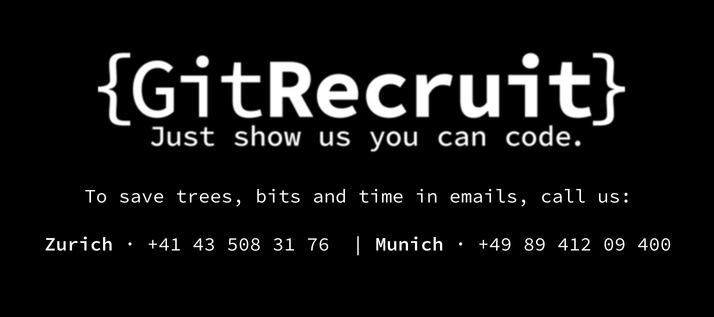 {GitRecruit}
Just show us you can code.
To save trees, bits and time in emails, call us:
Zurich · +41 43 508 31 76 | Munich · +49 89 412 09 400